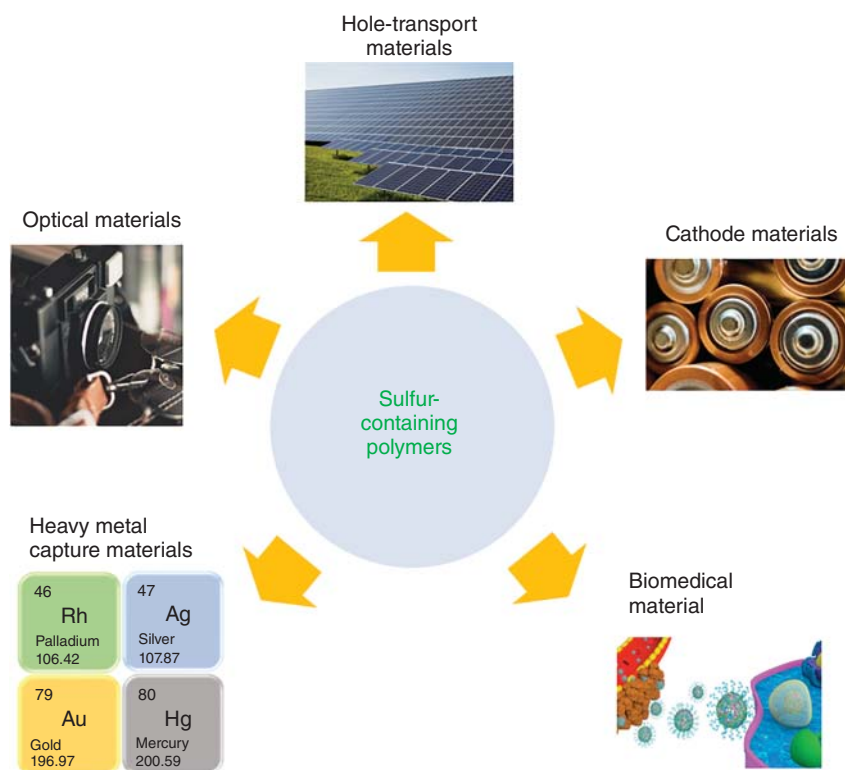 Hole-transport
materials
Optical materials
Cathode materials
Sulfur-
containing
polymers
Heavy metal
capture materials
46
Rh
Palladium
106.42
47
Ag
Silver
107.87
79
Au
Gold
196.97
80
Hg
Mercury
200.59
Biomedical
material